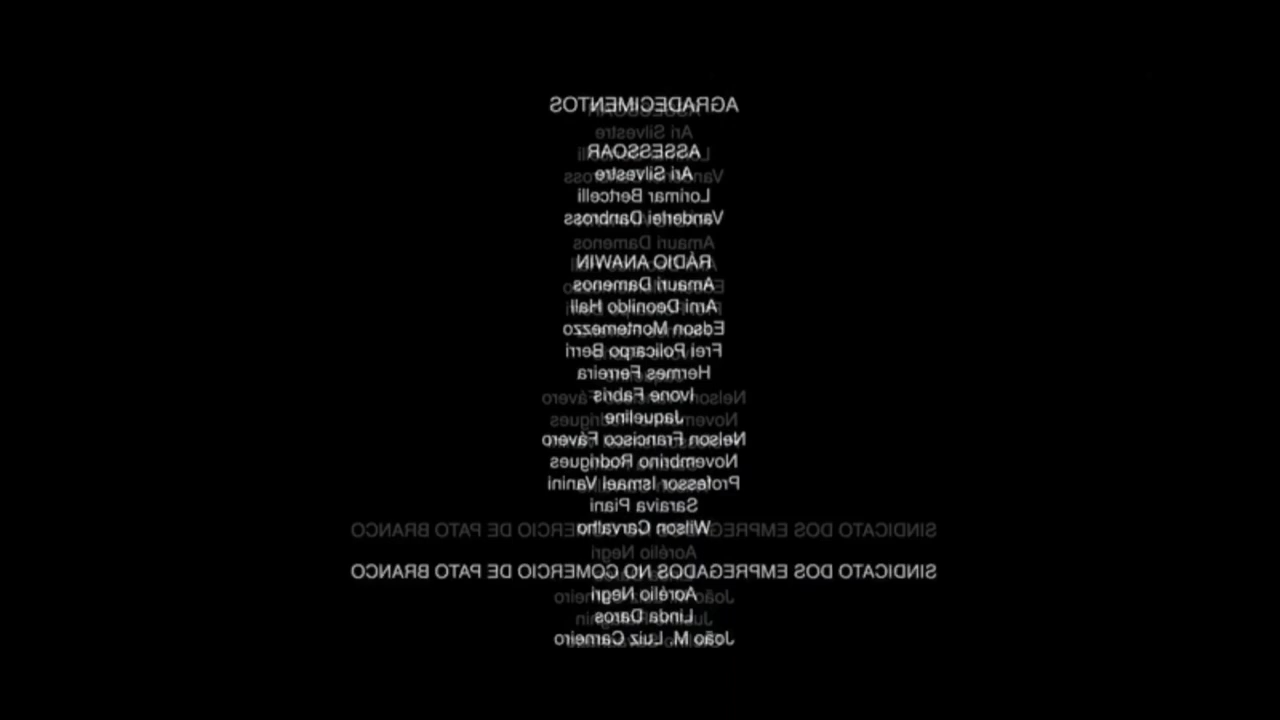 AGRADECIMENTOS
ASSESSOAR
Ari Silvestre
Lorimar Bertcelli
Vanderlei Danbross
RÁDIO ANAWIN
Amauri Damenos
Arni Deonildo Hall
Edson Montemezzo
Frei Policarpo Berri
Hermes Ferreira
Ivone Fabris
Jaqueline
Nelson Francisco Fávero
Novembrino Rodrigues
Professor Ismael Vanini
Saraiva Piani
Wilson Carvalho
SINDICATO DOS EMPREGADOS NO COMERCIO DE PATO BRANCO
Aorélio Negri
Linda Daros
João M. Luiz Carneiro